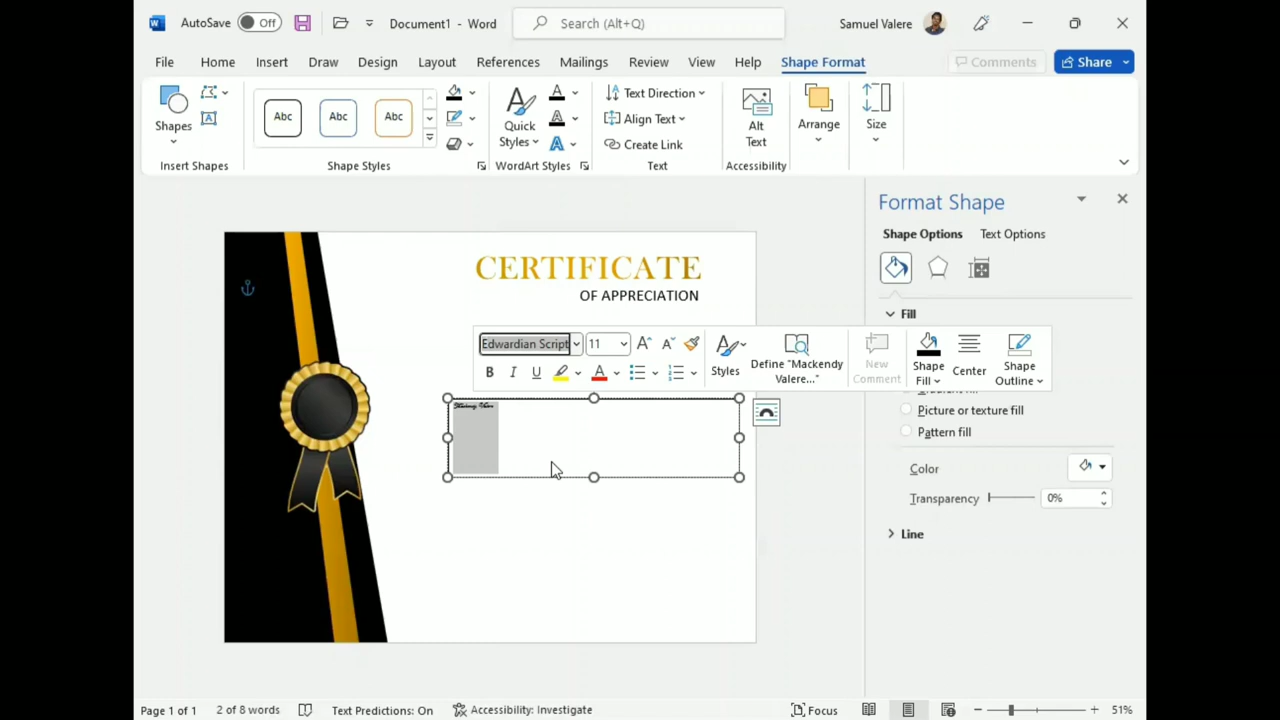 AutoSave Off Document1 - Word Search (Alt+Q) Samuel Valere
File Home Insert Draw Design Layout References Mailings Review View Help Shape Format Comments Share
Shapes
Abc Abc Abc
Quick
Styles
Text Direction
Align Text
Create Link
Alt
Text
Arrange
Size
Insert Shapes Shape Styles WordArt Styles Text Accessibility
Format Shape
Shape Options Text Options
Fill
CERTIFICATE
OF APPRECIATION
Edwardian Script 11
B I U A
Styles
Define "Mackendy
Valere..."
New
Comment
Shape
Fill
Center
Shape
Outline
Picture or texture fill
Pattern fill
Color
Transparency 0%
Line
Page 1 of 1 2 of 8 words Text Predictions: On Accessibility: Investigate Focus 51%